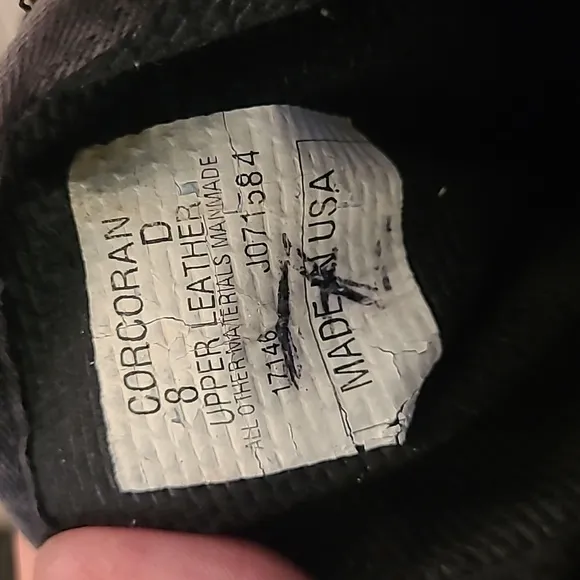 CORCORAN
8 D
UPPER LEATHER
ALL OTHER MATERIALS MANMADE
17146 J071584
MADE IN USA